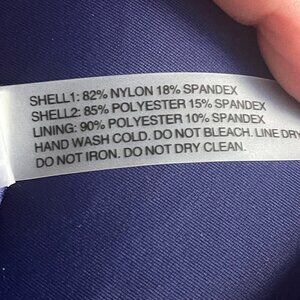 SHELL1: 82% NYLON 18% SPANDEX
SHELL2: 85% POLYESTER 15% SPANDEX
LINING: 90% POLYESTER 10% SPANDEX
HAND WASH COLD. DO NOT BLEACH. LINE DRY
DO NOT IRON. DO NOT DRY CLEAN.